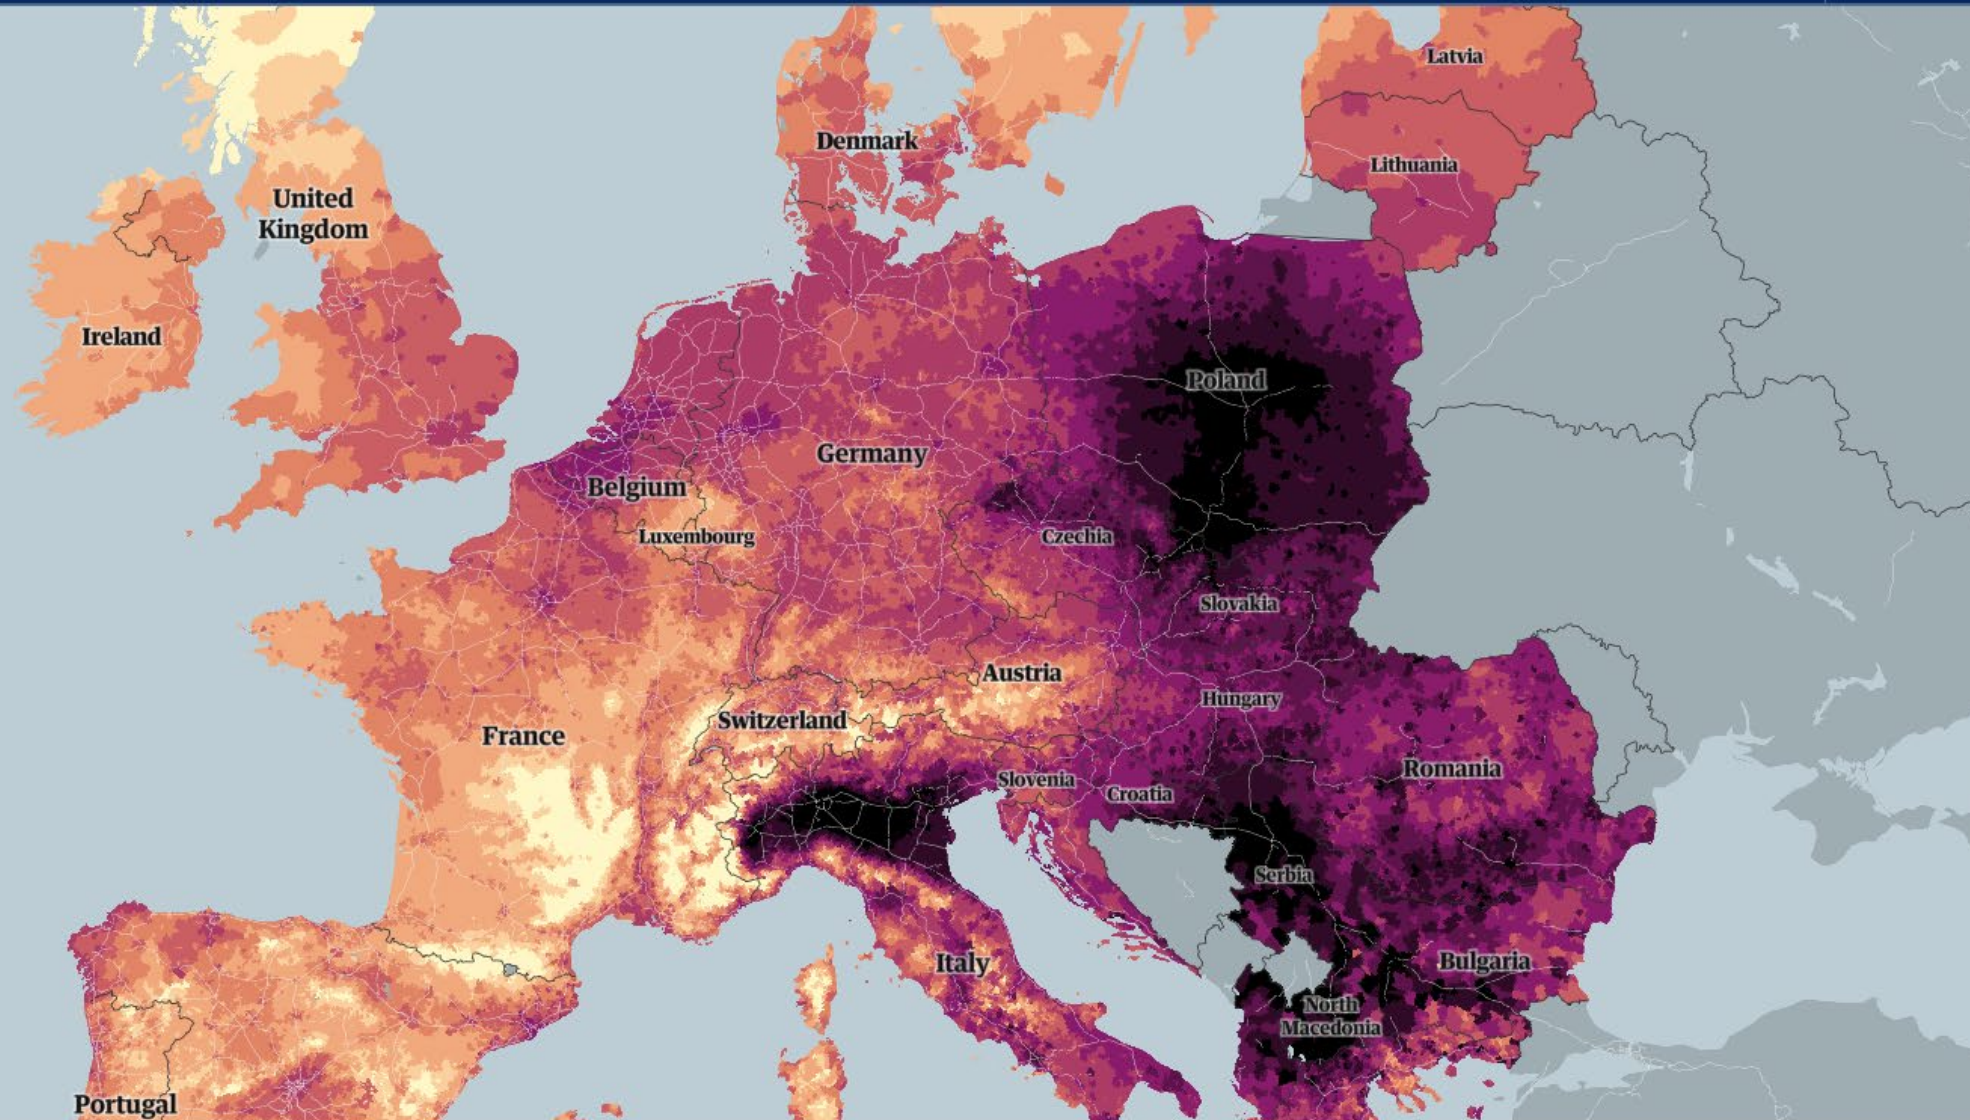 Latvia
Denmark
Lithuania
United
Kingdom
Ireland
Poland
Germany
Belgium
Luxembourg
Czechia
Slovakia
Austria
Hungary
Switzerland
France
Romania
Slovenia
Croatia
Serbia
Italy
Bulgaria
North
Macedonia
Portugal